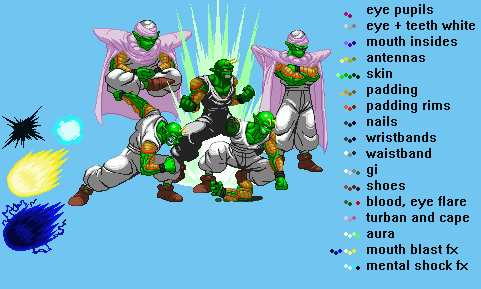 eye pupils
eye + teeth white
mouth insides
antennas
skin
padding
padding rims
nails
wristbands
waistband
gi
shoes
blood, eye flare
turban and cape
aura
mouth blast fx
mental shock fx